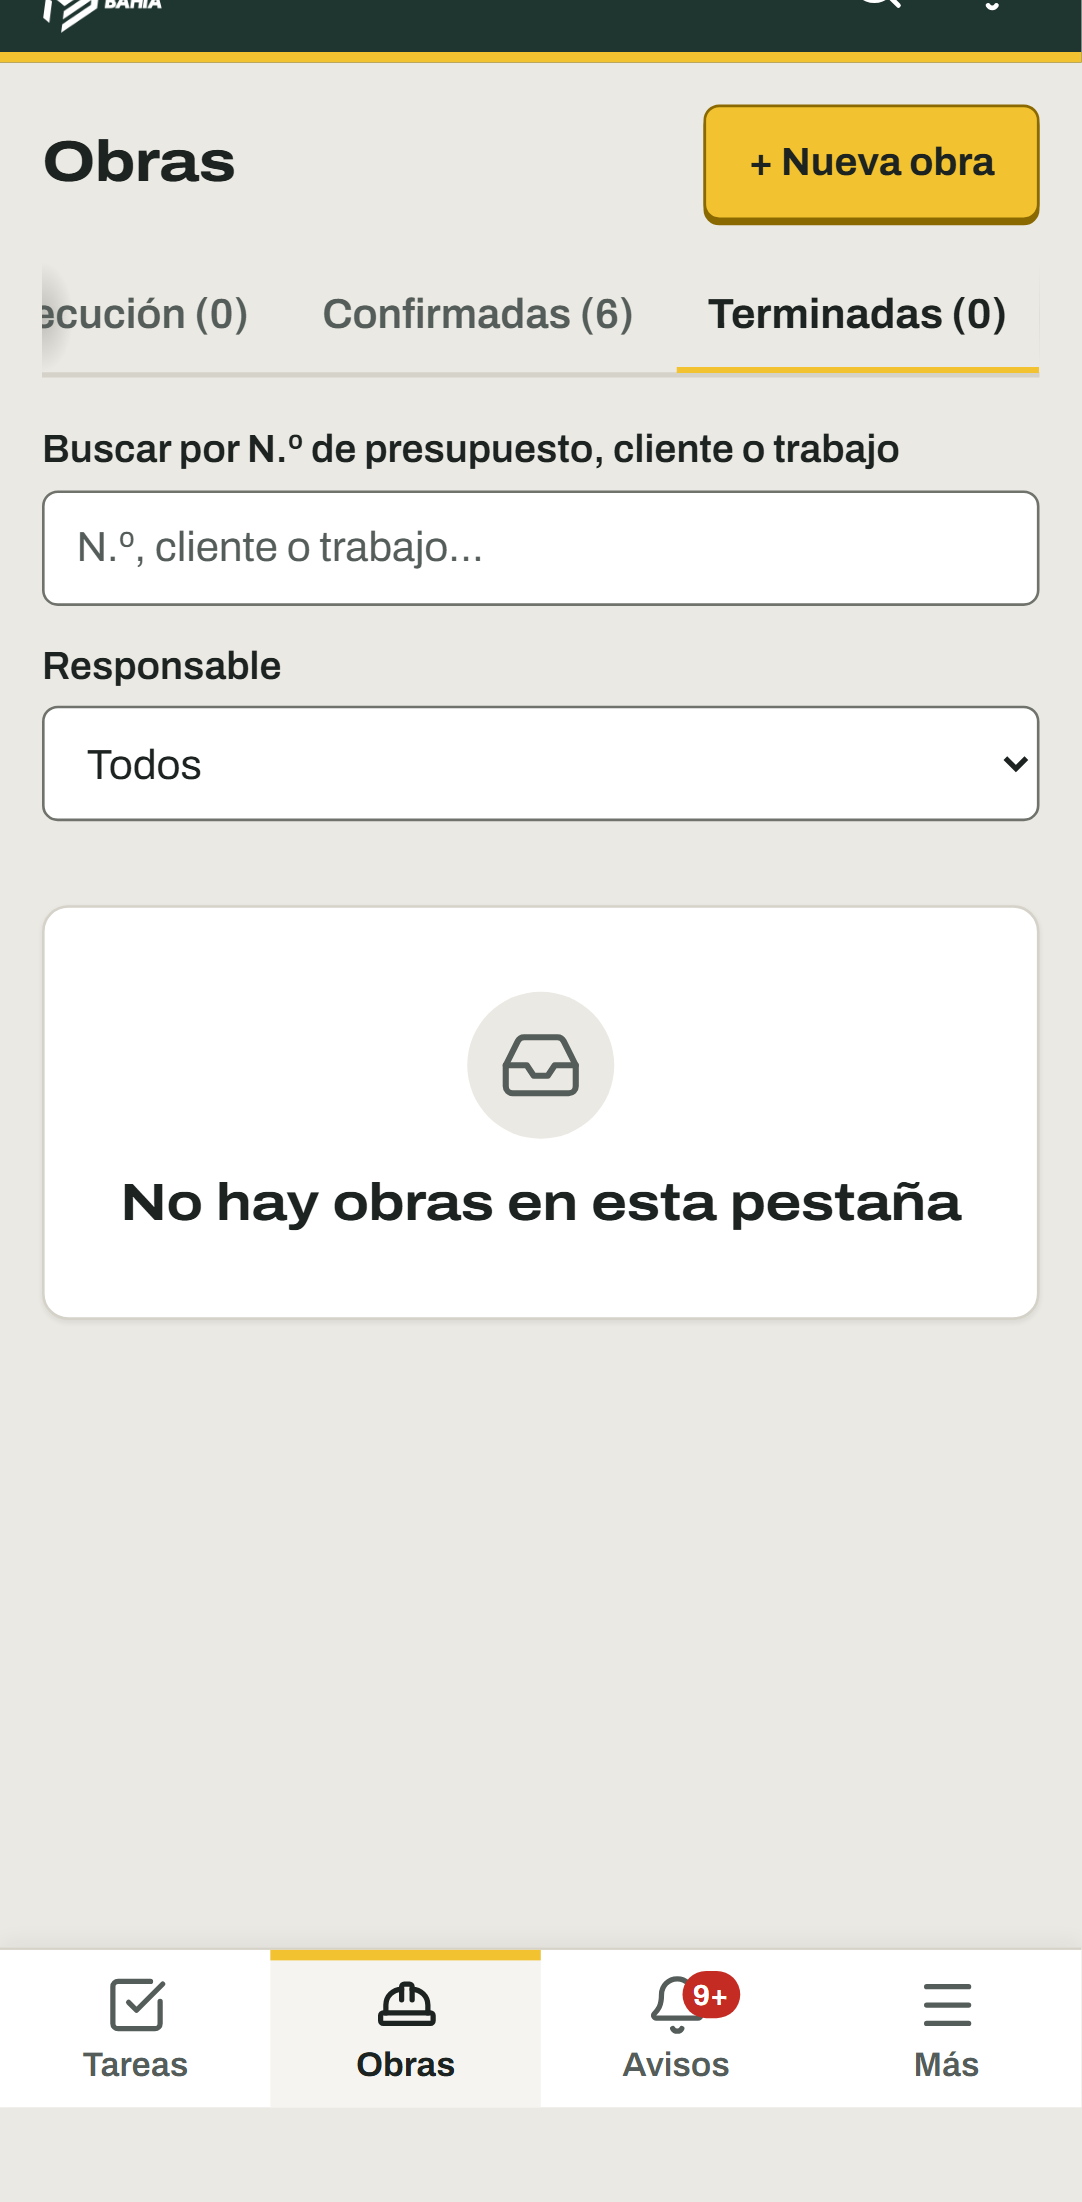 BAHIA
Obras
+ Nueva obra
ecución (0)
Confirmadas (6)
Terminadas (0)
Buscar por N.º de presupuesto, cliente o trabajo
N.º, cliente o trabajo...
Responsable
Todos
No hay obras en esta pestaña
9+
Tareas
Obras
Avisos
Más